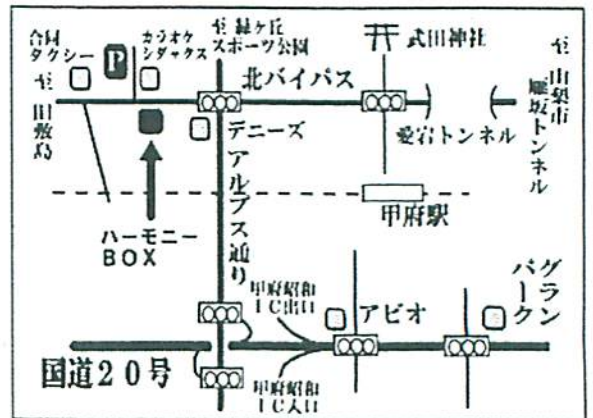 合同
タクシー
P
カラオケ
シダックス
至 緑ヶ丘
スポーツ公園
武田神社
至 山梨市
雁坂トンネル
北バイパス
至 旧敷島
デニーズ
愛宕トンネル
アルプス通り
甲府駅
ハーモニー
BOX
グランパーク
甲府昭和
IC出口
アピオ
国道20号
甲府昭和
IC入口